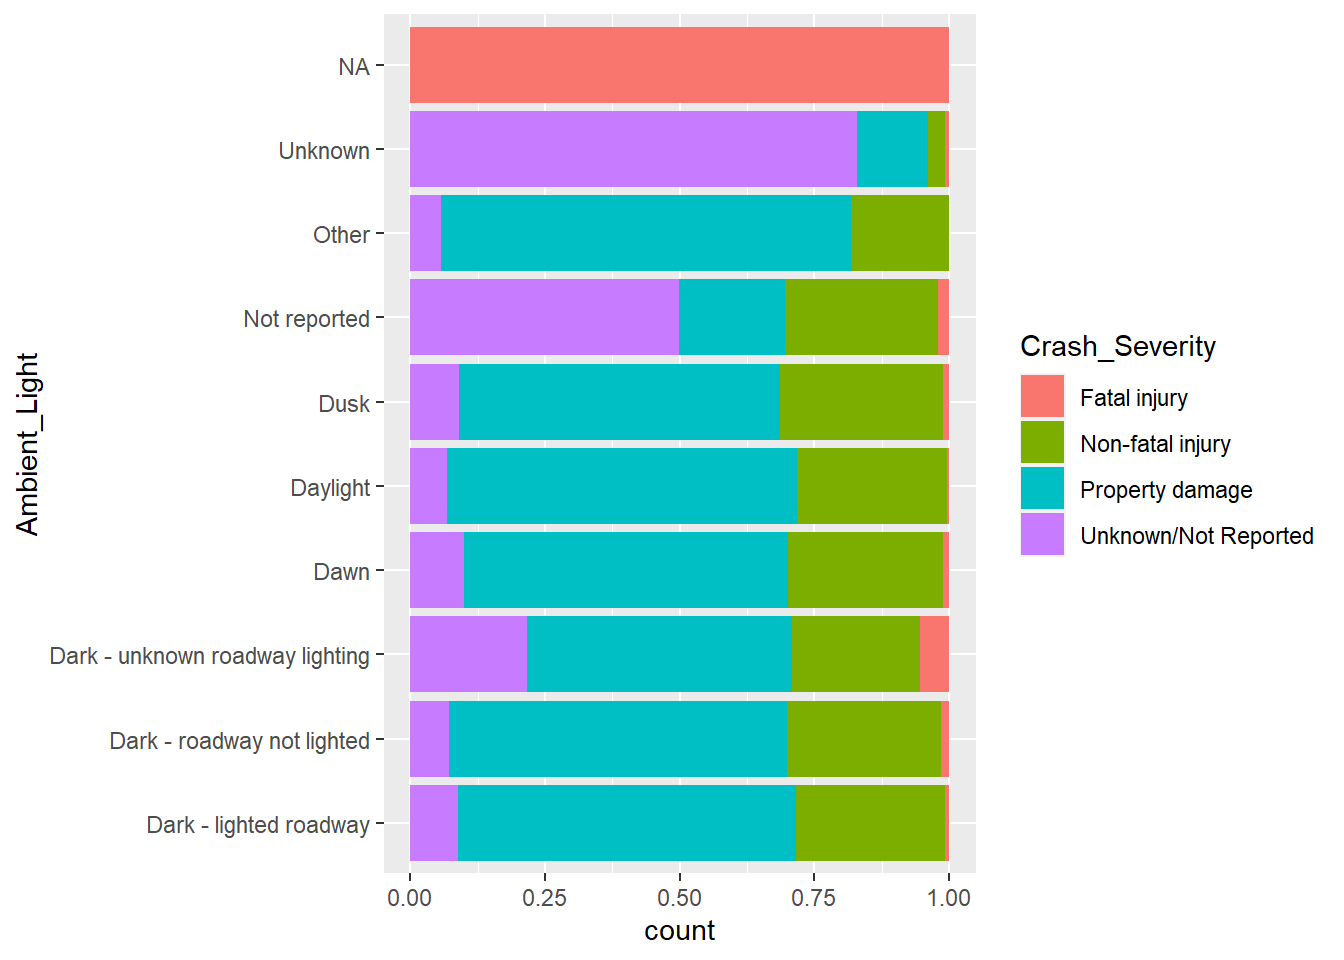 NA
Unknown
Other
Not reported
Dusk
Daylight
Dawn
Dark - unknown roadway lighting
Dark - roadway not lighted
Dark - lighted roadway
Ambient_Light
0.00 0.25 0.50 0.75 1.00
count
Crash_Severity
Fatal injury
Non-fatal injury
Property damage
Unknown/Not Reported